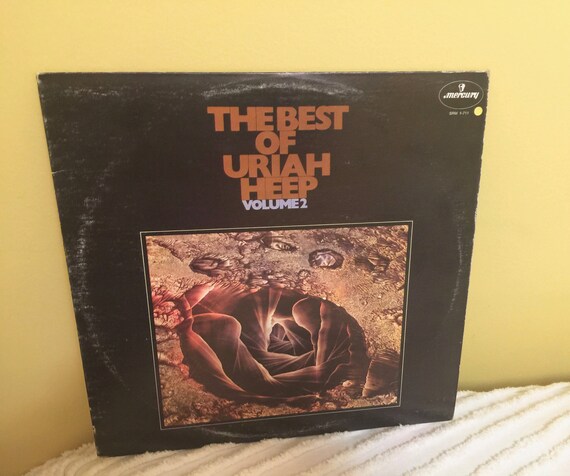 THE BEST
OF
URIAH
HEEP
VOLUME 2
mercury